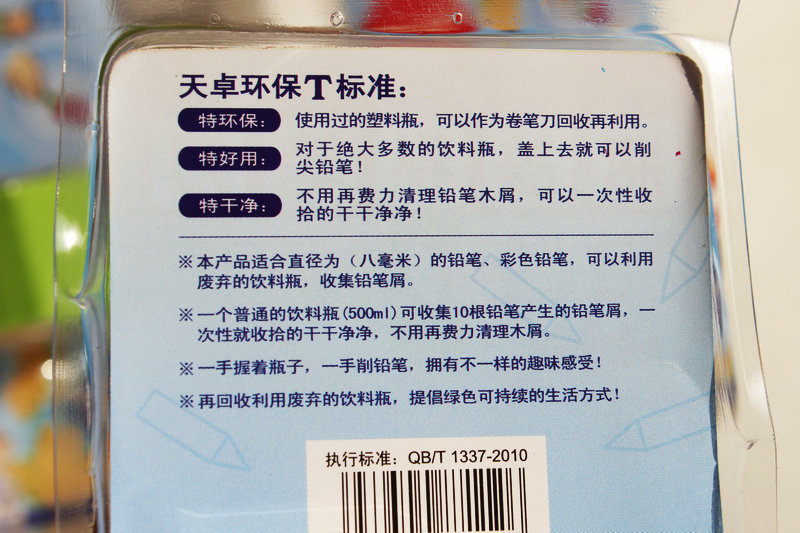 天卓环保T标准：
特环保： 使用过的塑料瓶，可以作为卷笔刀回收再利用。
特好用： 对于绝大多数的饮料瓶，盖上去就可以削
尖铅笔！
特干净： 不用再费力清理铅笔木屑，可以一次性收
拾的干干净净！
※本产品适合直径为（八毫米）的铅笔、彩色铅笔，可以利用
废弃的饮料瓶，收集铅笔屑。
※一个普通的饮料瓶(500ml)可收集10根铅笔产生的铅笔屑，一
次性就收拾的干干净净，不用再费力清理木屑。
※一手握着瓶子，一手削铅笔，拥有不一样的趣味感受！
※再回收利用废弃的饮料瓶，提倡绿色可持续的生活方式！
执行标准：QB/T 1337-2010